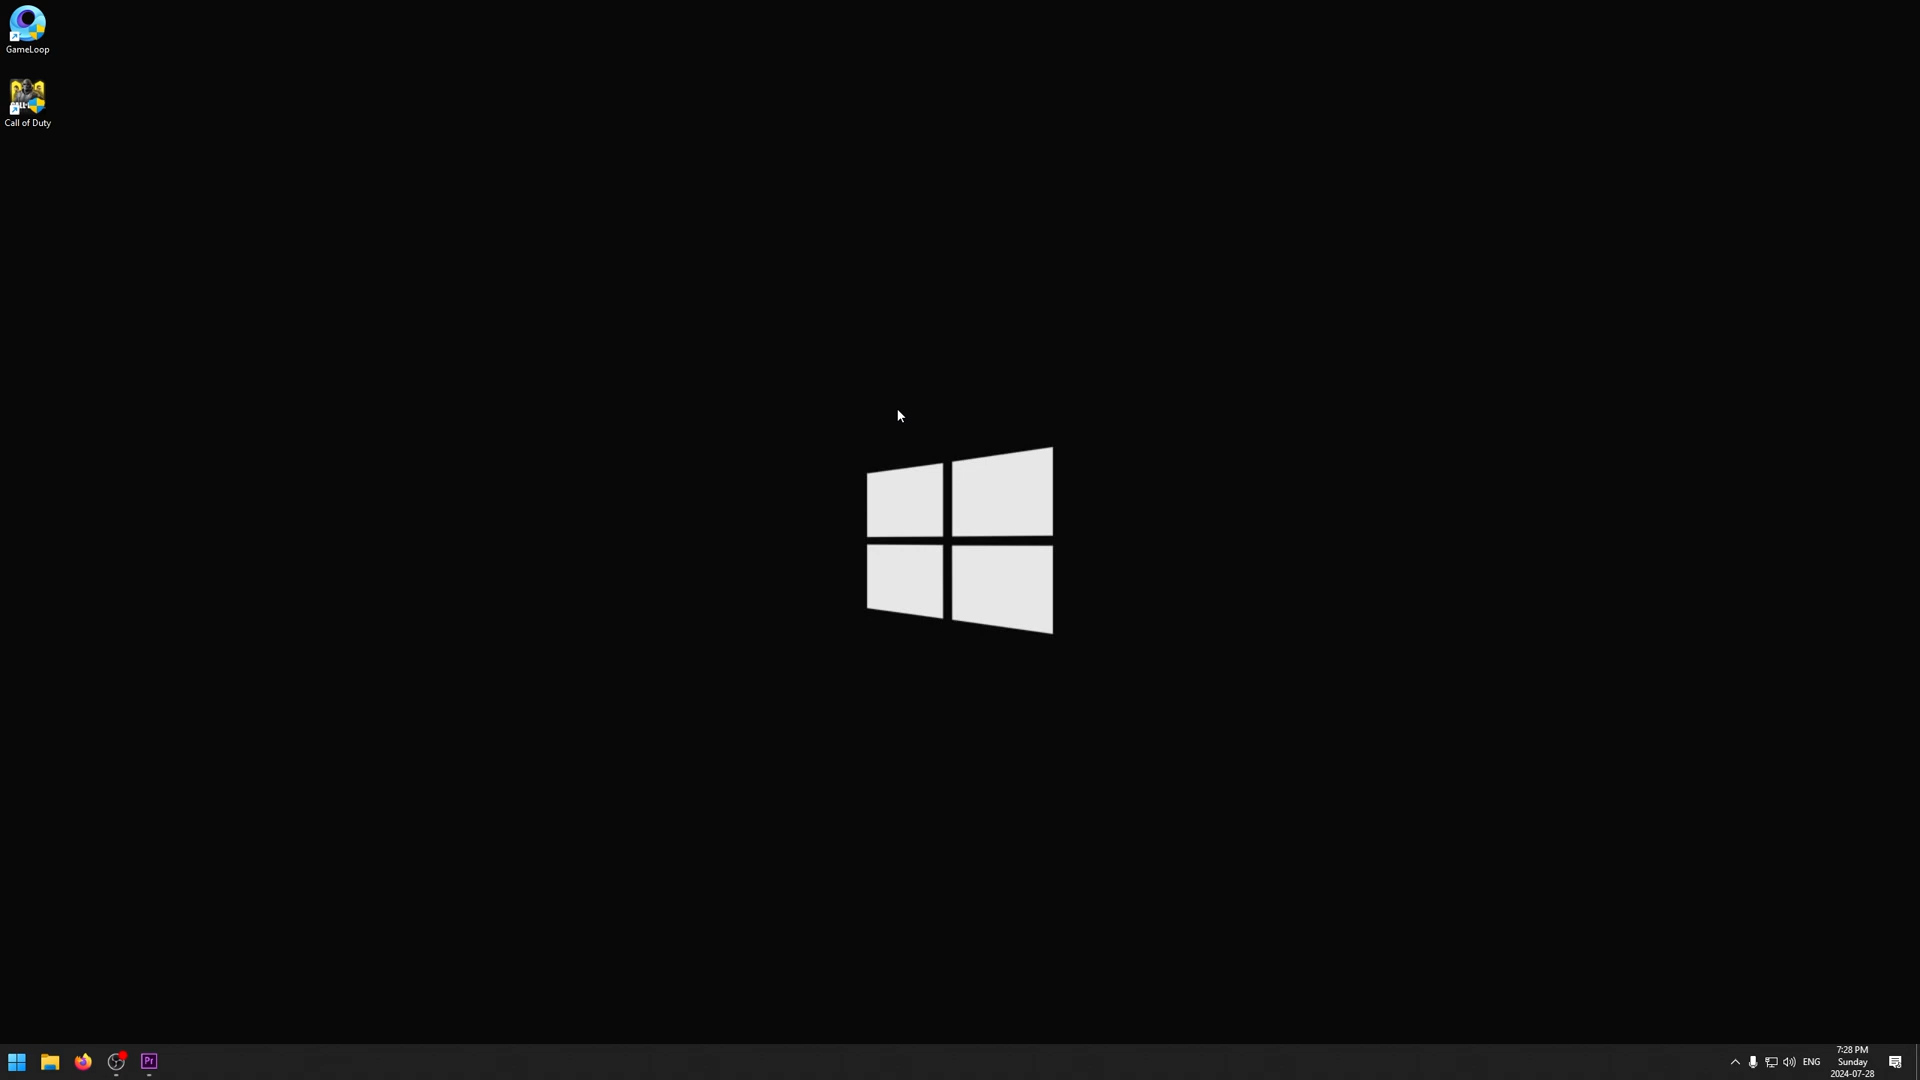 GameLoop
Call of Duty
Pr
ENG
7:28 PM
Sunday
2024-07-28